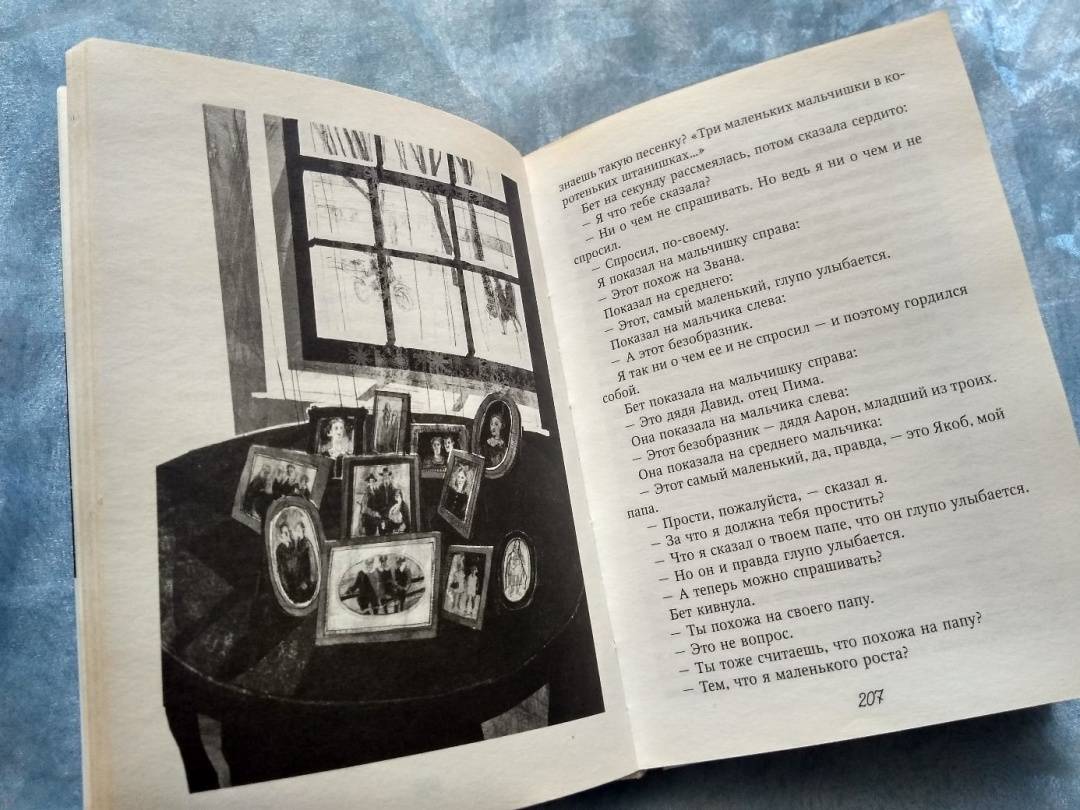 знаешь такую песенку? «Три маленьких мальчишки в ко-
ротеньких штанишках...»
Бет на секунду рассмеялась, потом сказала сердито:
— Я что тебе сказала?
— Ни о чем не спрашивать. Но ведь я ни о чем и не
спросил.
— Спросил, по-своему.
Я показал на мальчишку справа:
— Этот похож на Звана.
Показал на среднего:
— Этот, самый маленький, глупо улыбается.
Показал на мальчика слева:
— А этот безобразник.
Я так ни о чем ее и не спросил — и поэтому гордился
собой.
Бет показала на мальчишку справа:
— Это дядя Давид, отец Пима.
Она показала на мальчика слева:
— Этот безобразник — дядя Аарон, младший из троих.
Она показала на среднего мальчика:
— Этот самый маленький, да, правда, — это Якоб, мой
папа.
— Прости, пожалуйста, — сказал я.
— За что я должна тебя простить?
— Что я сказал о твоем папе, что он глупо улыбается.
— Но он и правда глупо улыбается.
— А теперь можно спрашивать?
Бет кивнула.
— Ты похожа на своего папу.
— Это не вопрос.
— Ты тоже считаешь, что похожа на папу?
— Тем, что я маленького роста?
207